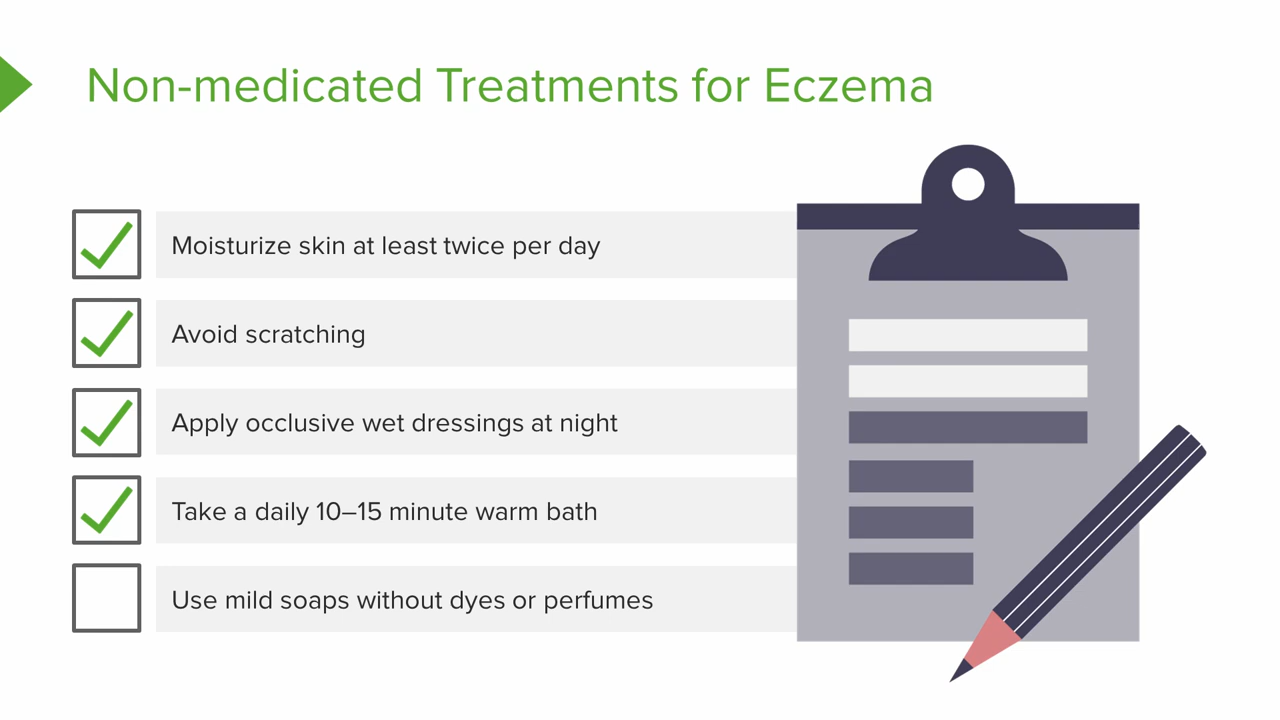 Non-medicated Treatments for Eczema
Moisturize skin at least twice per day
Avoid scratching
Apply occlusive wet dressings at night
Take a daily 10–15 minute warm bath
Use mild soaps without dyes or perfumes